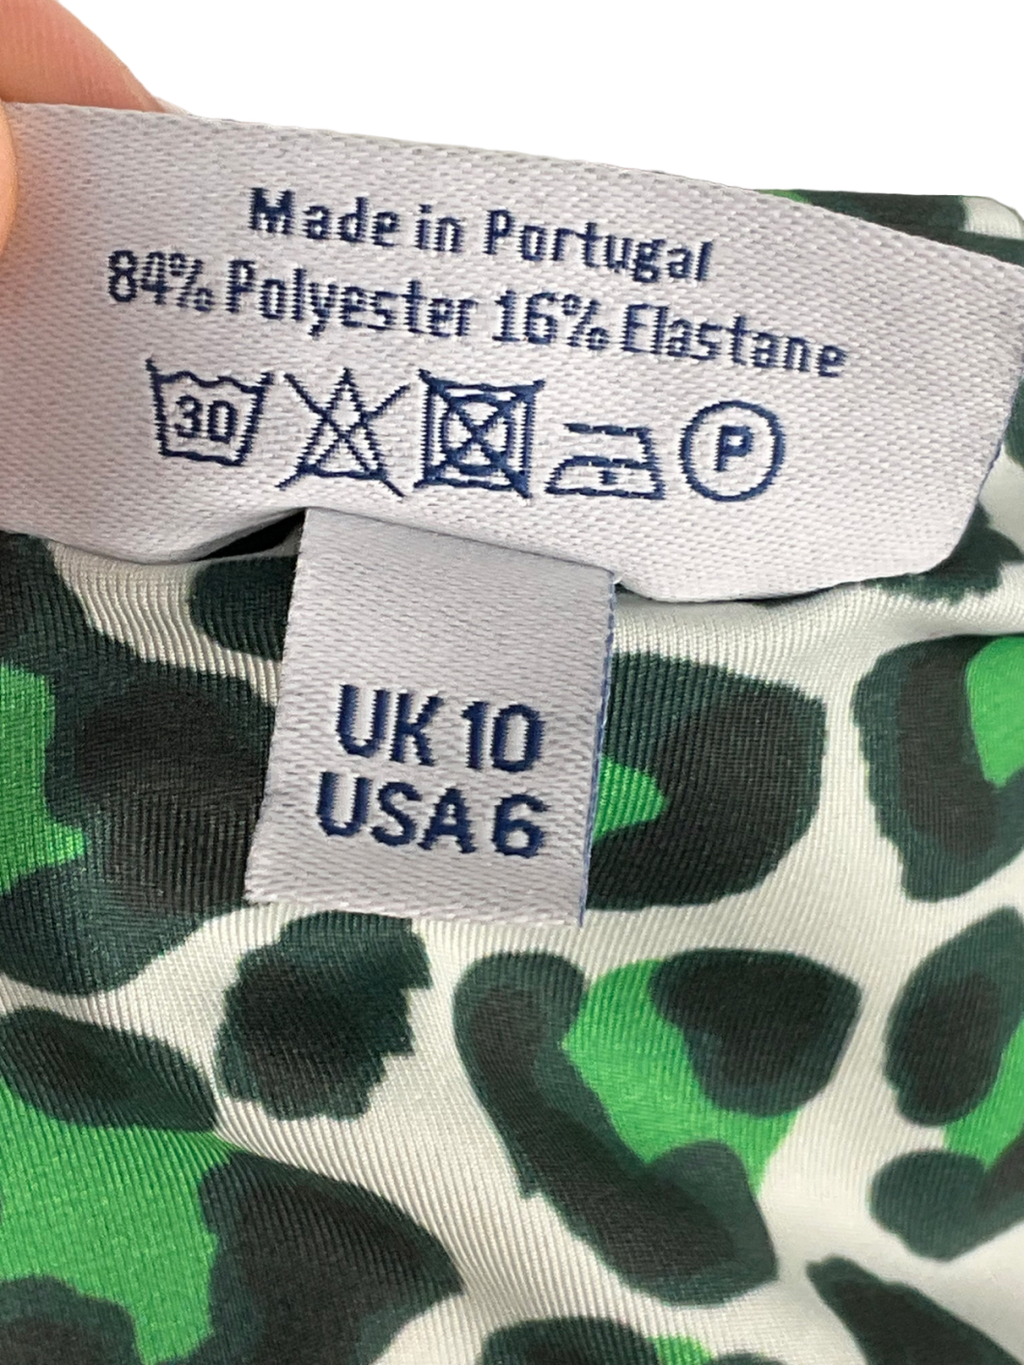 Made in Portugal
84% Polyester 16% Elastane
30 P
UK 10
USA 6